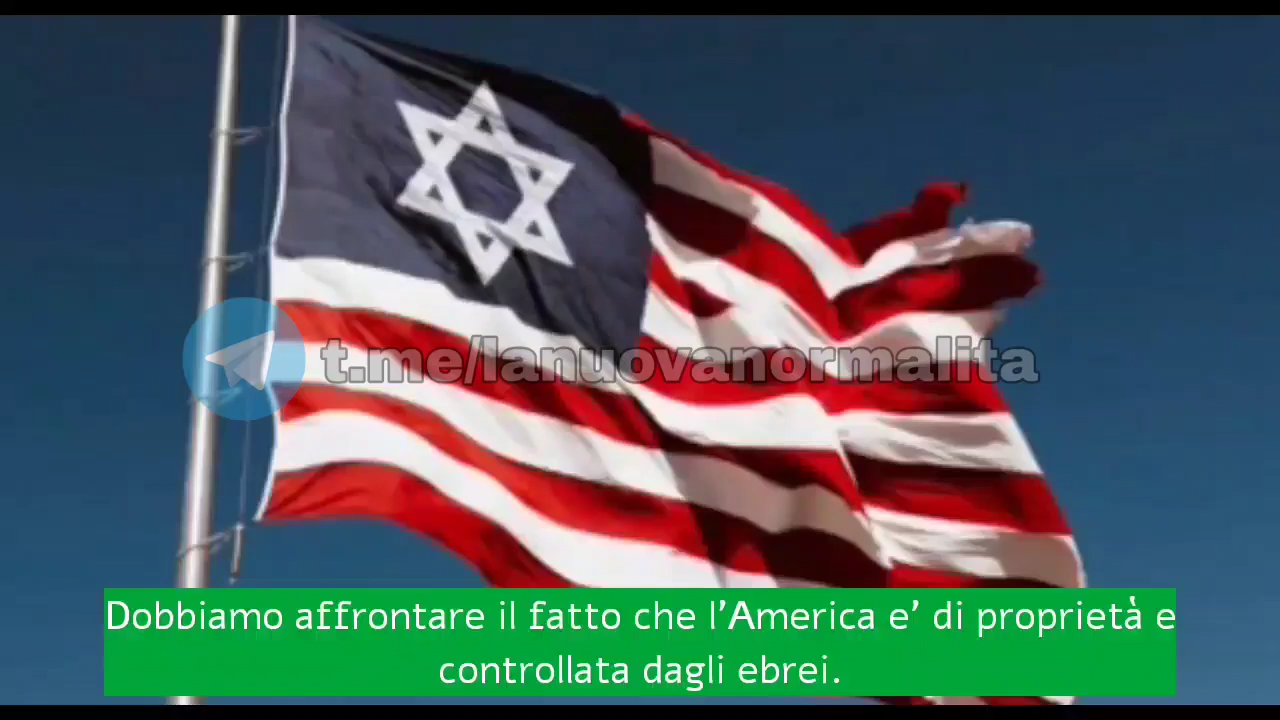 t.me/lanuovanormalita
Dobbiamo affrontare il fatto che l'America e' di proprietà e
controllata dagli ebrei.